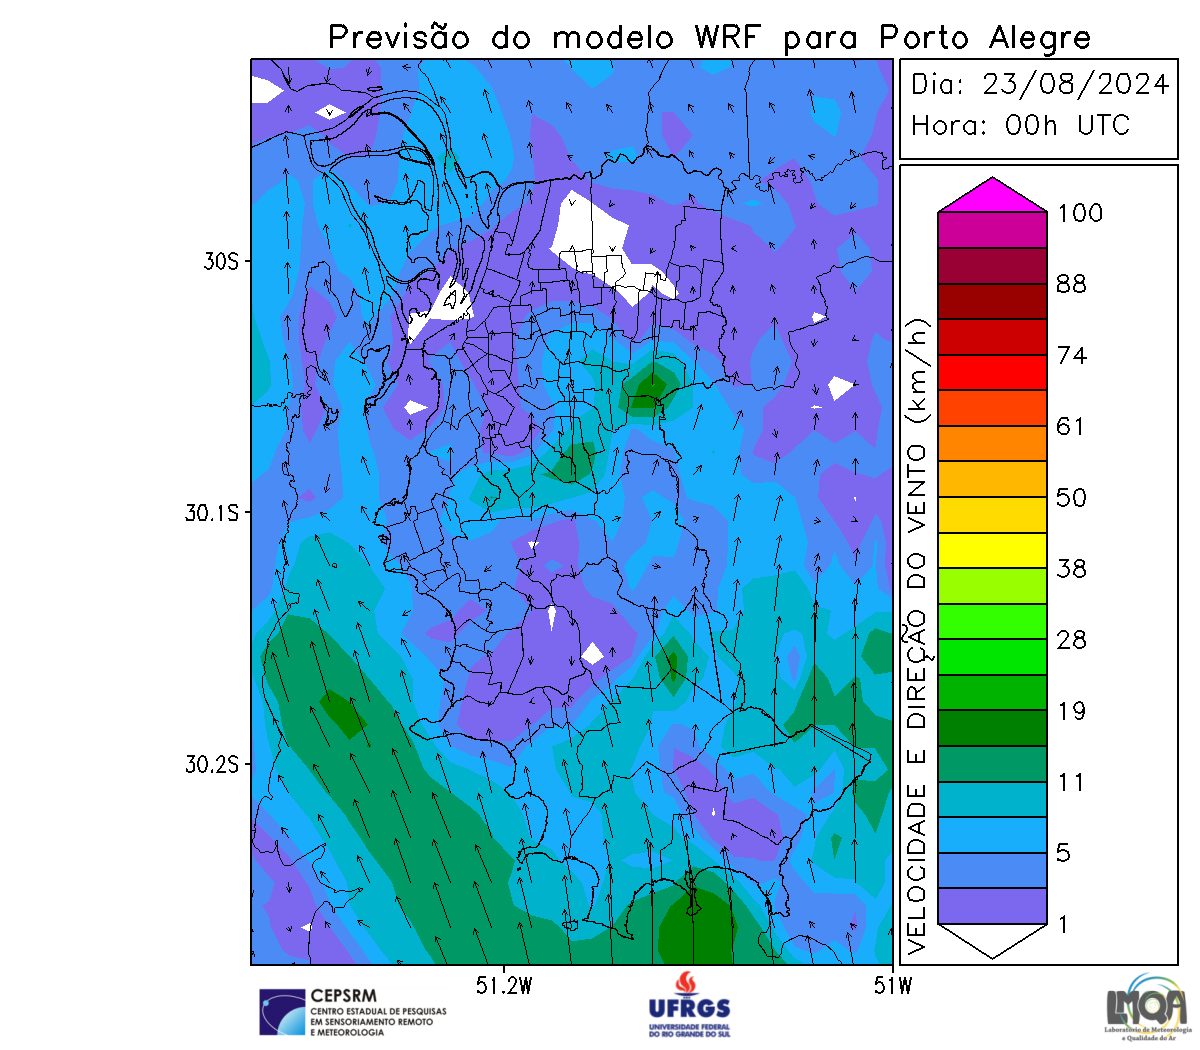 Previsão do modelo WRF para Porto Alegre
Dia: 23/08/2024
Hora: 00h UTC
30S
30.1S
30.2S
51.2W
51W
VELOCIDADE E DIREÇÃO DO VENTO (km/h)
100
88
74
61
50
38
28
19
11
5
1
CEPSRM
CENTRO ESTADUAL DE PESQUISAS
EM SENSORIAMENTO REMOTO
E METEOROLOGIA
UFRGS
UNIVERSIDADE FEDERAL
DO RIO GRANDE DO SUL
LMQA
Laboratório de Meteorologia
e Qualidade do Ar